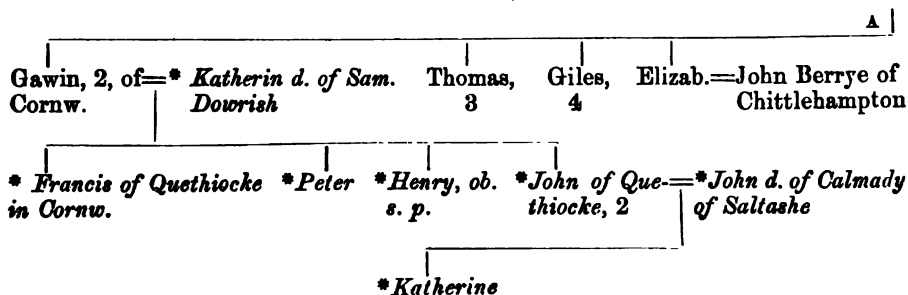 A
Gawin, 2, of=* Katherin d. of Sam. Thomas, Giles, Elizab.=John Berrye of
Cornw. Dowrish 3 4 Chittlehampton
* Francis of Quethiocke *Peter *Henry, ob. *John of Que-=*John d. of Calmady
in Cornw. s. p. thiocke, 2 of Saltashe
*Katherine